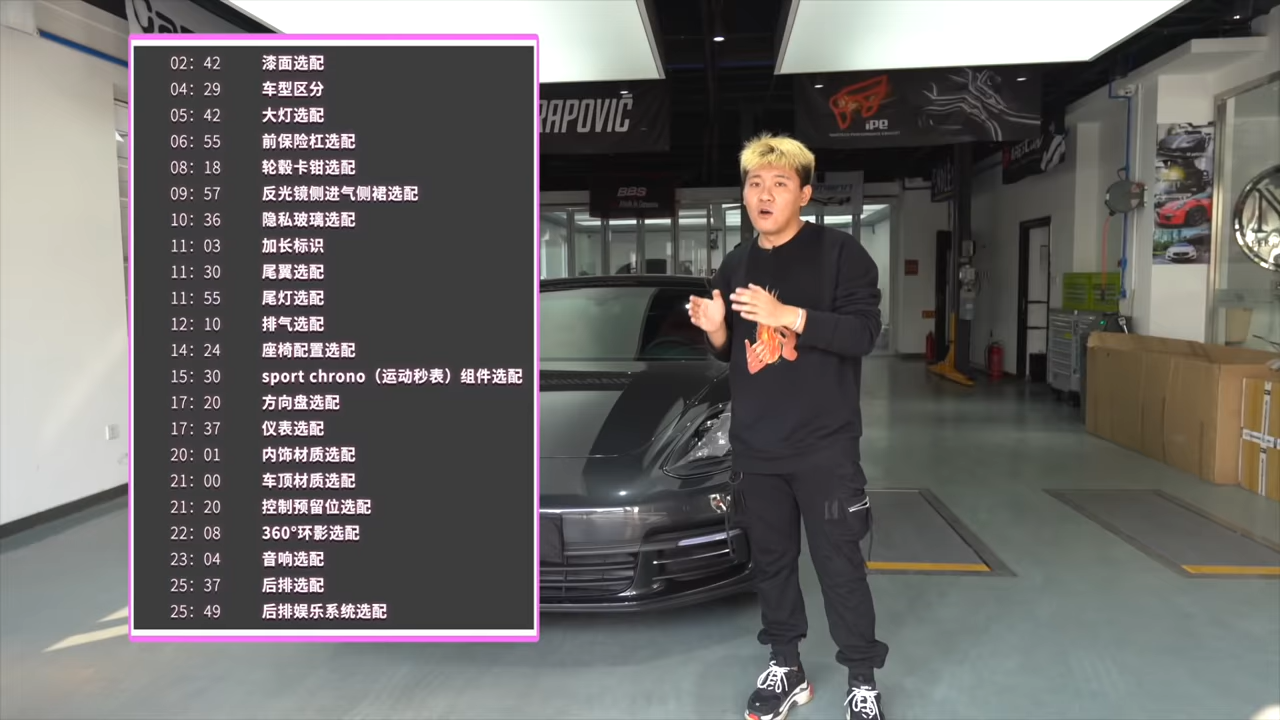 02：42 漆面选配
04：29 车型区分
05：42 大灯选配
06：55 前保险杠选配
08：18 轮毂卡钳选配
09：57 反光镜侧进气侧裙选配
10：36 隐私玻璃选配
11：03 加长标识
11：30 尾翼选配
11：55 尾灯选配
12：10 排气选配
14：24 座椅配置选配
15：30 sport chrono（运动秒表）组件选配
17：20 方向盘选配
17：37 仪表选配
20：01 内饰材质选配
21：00 车顶材质选配
21：20 控制预留位选配
22：08 360°环影选配
23：04 音响选配
25：37 后排选配
25：49 后排娱乐系统选配
RAPOVIČ
iPE
BBS